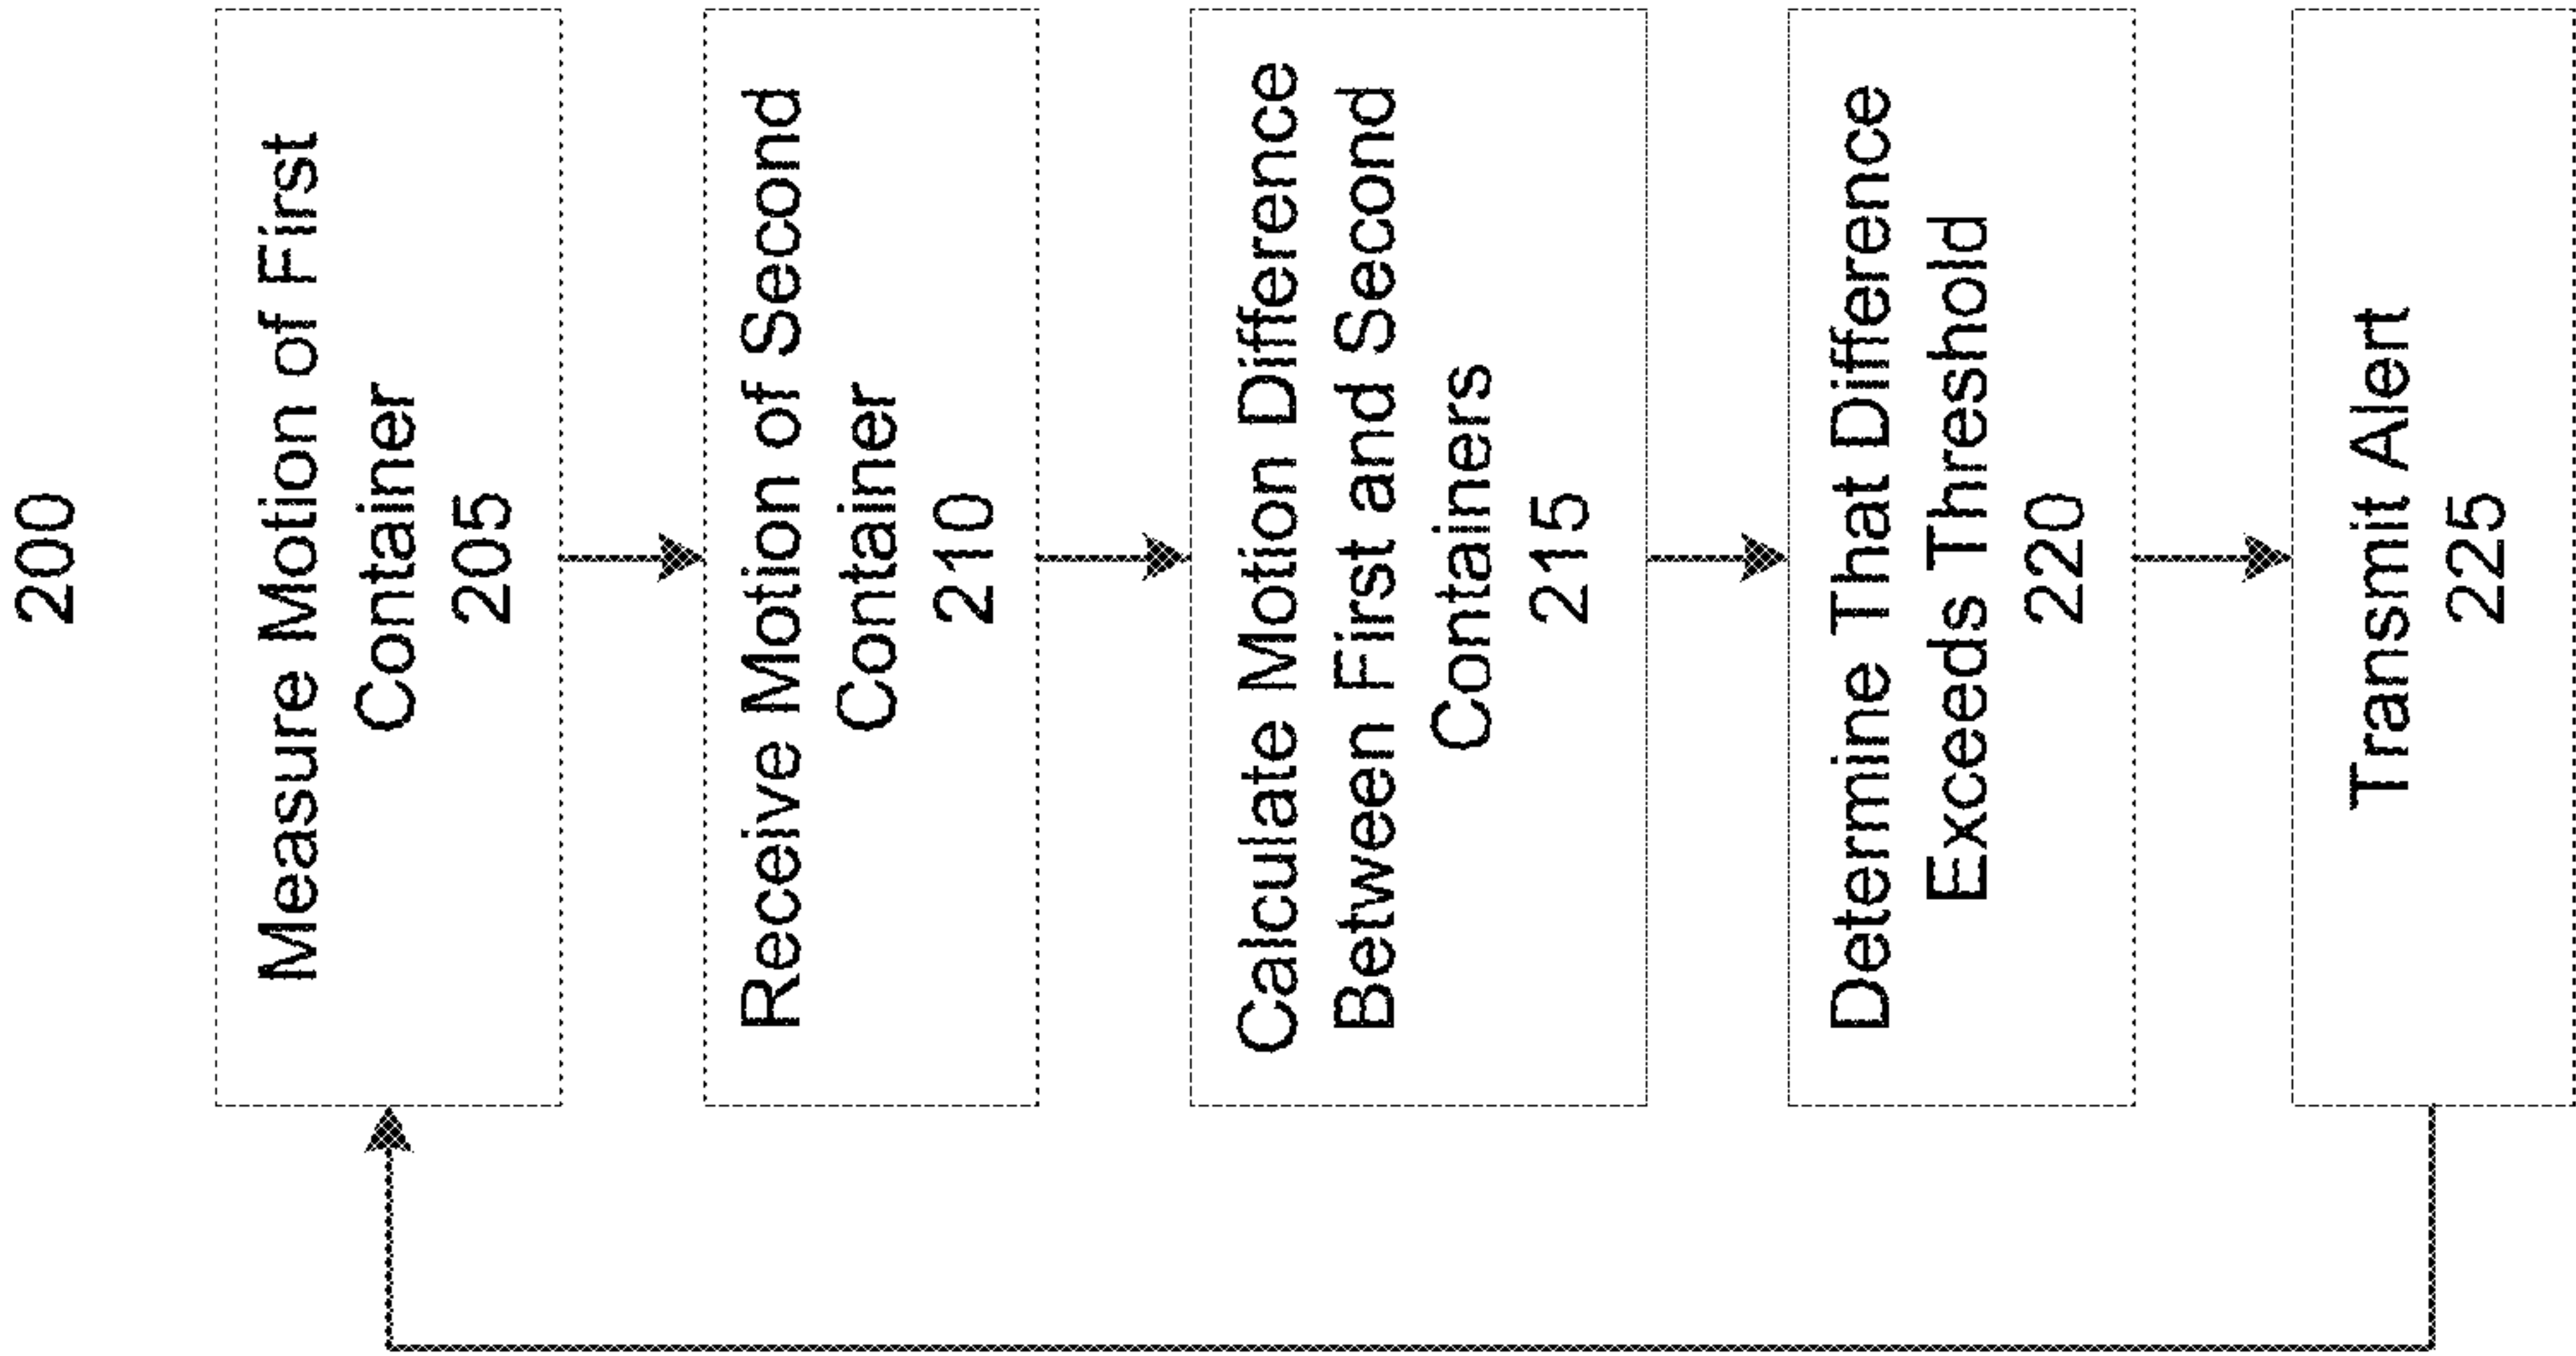 200
Measure Motion of First
Container
205
Receive Motion of Second
Container
210
Calculate Motion Difference
Between First and Second
Containers
215
Determine That Difference
Exceeds Threshold
220
Transmit Alert
225